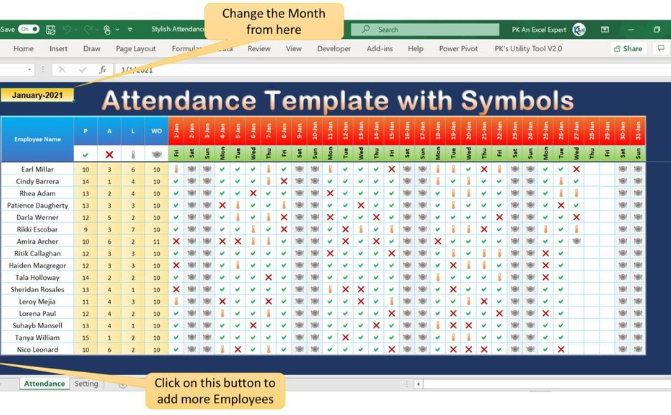 Change the Month
from here
Save On Stylish Attendanc Search PK An Excel Expert
Home Insert Draw Page Layout Formu Data Review View Developer Add-ins Help Power Pivot PK's Utility Tool V2.0 Share
fx 1/1/2021
January-2021
Attendance Template with Symbols
Employee Name P A L WO 1-Jan 2-Jan 3-Jan 4-Jan 5-Jan 6-Jan 7-Jan 8-Jan 9-Jan 10-Jan 11-Jan 12-Jan 13-Jan 14-Jan 15-Jan 16-Jan 17-Jan 18-Jan 19-Jan 20-Jan 21-Jan 22-Jan 23-Jan 24-Jan 25-Jan 26-Jan 27-Jan 28-Jan 29-Jan 30-Jan 31-Jan
Fri Sat Sun Mon Tue Wed Thu Fri Sat Sun Mon Tue Wed Thu Fri Sat Sun Mon Tue Wed Thu Fri Sat Sun Mon Tue Wed Thu Fri Sat Sun
Earl Millar 10 3 6 10
Cindy Barrera 14 1 4 10
Rhea Adam 13 2 4 10
Patience Daugherty 13 3 3 10
Darla Werner 12 5 2 10
Rikki Escobar 9 3 7 10
Amira Archer 10 6 2 11
Ritik Callaghan 12 3 3 10
Haiden Macgregor 12 3 3 10
Tala Holloway 14 2 2 10
Sheridan Rosales 13 4 1 10
Leroy Mejia 11 4 3 10
Lorena Paul 12 4 2 10
Suhayb Mansell 13 4 1 10
Tanya William 15 1 2 10
Nico Leonard 10 6 2 10
Attendance Setting
Click on this button to
add more Employees